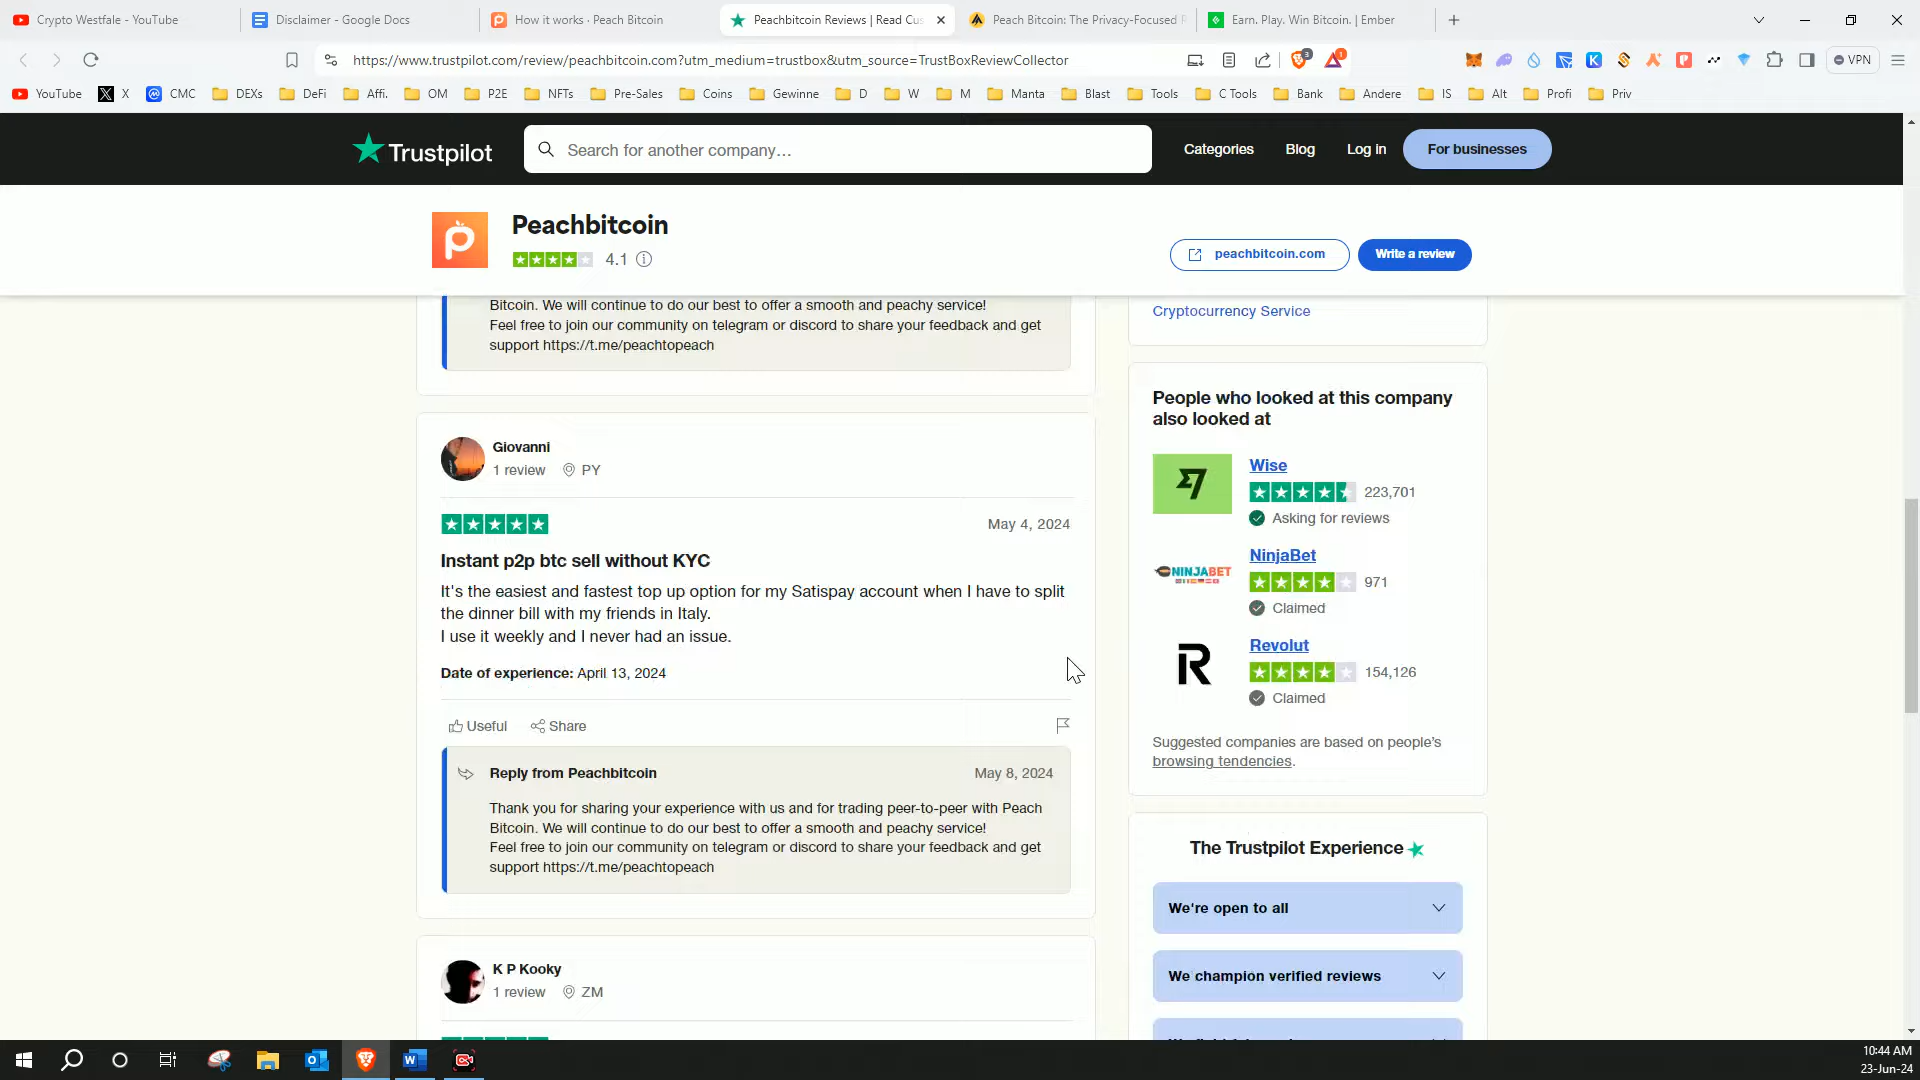 Crypto Westfale - YouTube
Disclaimer - Google Docs
How it works · Peach Bitcoin
Peachbitcoin Reviews | Read Cus
Peach Bitcoin: The Privacy-Focused
Earn. Play. Win Bitcoin. | Ember
https://www.trustpilot.com/review/peachbitcoin.com?utm_medium=trustbox&utm_source=TrustBoxReviewCollector
3
1
VPN
YouTube
X
CMC
DEXs
DeFi
Affi.
OM
P2E
NFTs
Pre-Sales
Coins
Gewinne
D
W
M
Manta
Blast
Tools
C Tools
Bank
Andere
IS
Alt
Profi
Priv
Trustpilot
Search for another company...
Categories
Blog
Log in
For businesses
Peachbitcoin
4.1
peachbitcoin.com
Write a review
Bitcoin. We will continue to do our best to offer a smooth and peachy service!
Feel free to join our community on telegram or discord to share your feedback and get
support https://t.me/peachtopeach
Giovanni
1 review
PY
May 4, 2024
Instant p2p btc sell without KYC
It's the easiest and fastest top up option for my Satispay account when I have to split
the dinner bill with my friends in Italy.
I use it weekly and I never had an issue.
Date of experience: April 13, 2024
Useful
Share
Reply from Peachbitcoin
May 8, 2024
Thank you for sharing your experience with us and for trading peer-to-peer with Peach
Bitcoin. We will continue to do our best to offer a smooth and peachy service!
Feel free to join our community on telegram or discord to share your feedback and get
support https://t.me/peachtopeach
K P Kooky
1 review
ZM
Cryptocurrency Service
People who looked at this company
also looked at
Wise
223,701
Asking for reviews
NINJABET
NinjaBet
971
Claimed
Revolut
154,126
Claimed
Suggested companies are based on people's
browsing tendencies.
The Trustpilot Experience
We're open to all
We champion verified reviews
10:44 AM
23-Jun-24